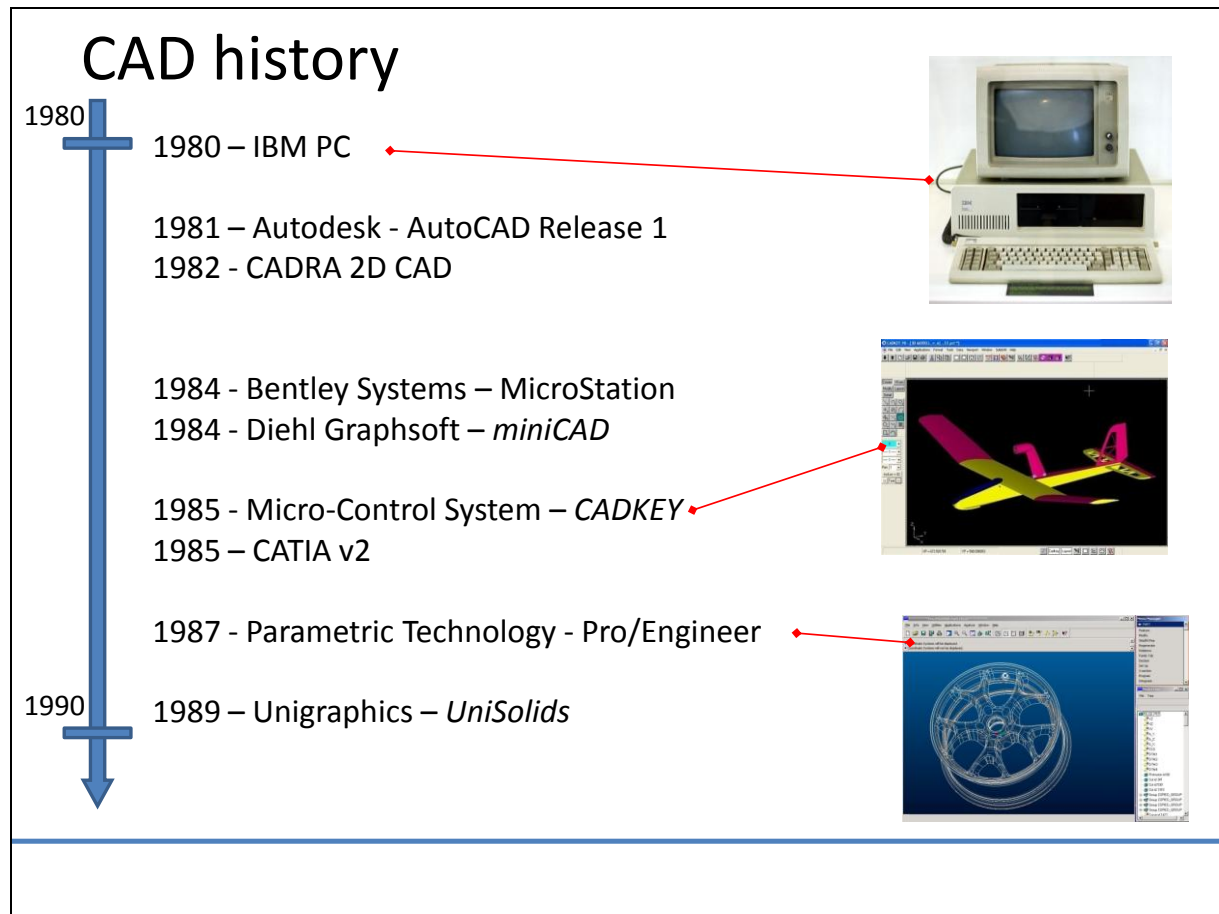 CAD history
1980
1980 – IBM PC
1981 – Autodesk - AutoCAD Release 1
1982 - CADRA 2D CAD
1984 - Bentley Systems – MicroStation
1984 - Diehl Graphsoft – miniCAD
1985 - Micro-Control System – CADKEY
1985 – CATIA v2
1987 - Parametric Technology - Pro/Engineer
1990
1989 – Unigraphics – UniSolids
IBM